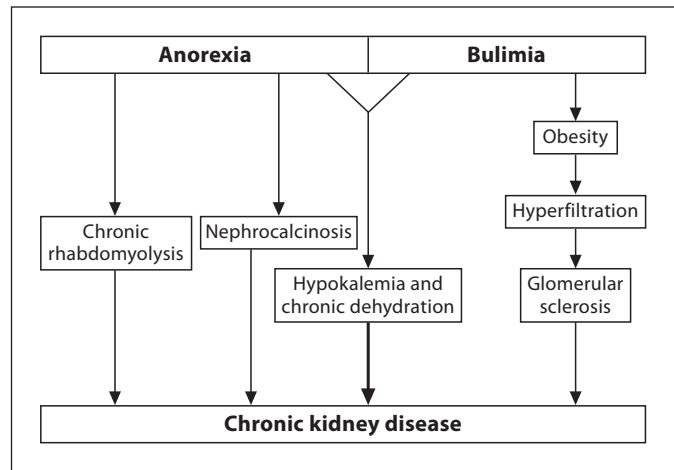 Anorexia
Bulimia
Obesity
Hyperfiltration
Chronic
rhabdomyolysis
Nephrocalcinosis
Hypokalemia and
chronic dehydration
Glomerular
sclerosis
Chronic kidney disease